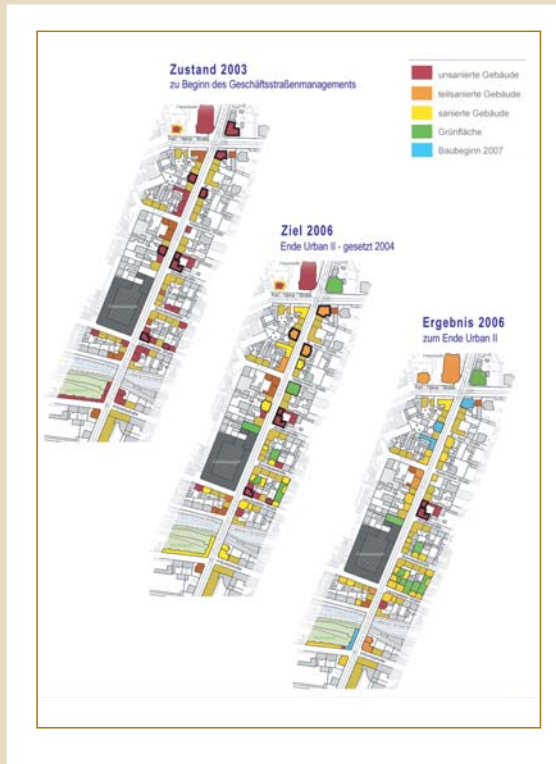 Zustand 2003
zu Beginn des Geschäftsstraßenmanagements
unsanierte Gebäude
teilsanierte Gebäude
sanierte Gebäude
Grünfläche
Baubeginn 2007
Ziel 2006
Ende Urban II - gesetzt 2004
Ergebnis 2006
zum Ende Urban II